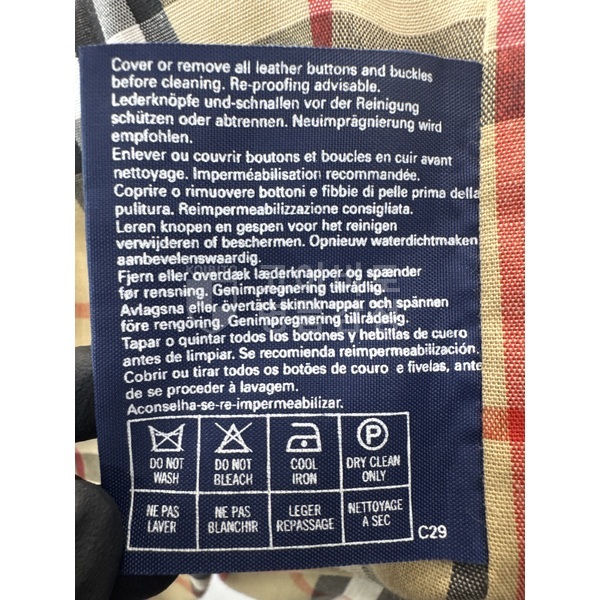 Cover or remove all leather buttons and buckles
before cleaning. Re-proofing advisable.
Lederknöpfe und-schnallen vor der Reinigung
schützen oder abtrennen. Neuimprägnierung wird
empfohlen.
Enlever ou couvrir boutons et boucles en cuir avant
nettoyage. Imperméabilisation recommandée.
Coprire o rimuovere bottoni e fibbie di pelle prima della
pulitura. Reimpermeabilizzazione consigliata.
Leren knopen en gespen voor het reinigen
verwijderen of beschermen. Opnieuw waterdichtmaken
aanbevelenswaardig.
Fjern eller overdæk læderknapper og spænder
før rensning. Genimpregnering tillrådlig.
Avlagsna eller övertäck skinnknappar och spännen
före rengöring. Genimpregnering tillrådelig.
Tapar o quintar todos los botones y hebillas de cuero
antes de limpiar. Se recomienda reimpermeabilización.
Cobrir ou tirar todos os botões de couro e fivelas, ante
de se proceder à lavagem.
Aconselha-se-re-impermeabilizar.
P
DO NOT WASH
DO NOT BLEACH
COOL IRON
DRY CLEAN ONLY
NE PAS LAVER
NE PAS BLANCHIR
LEGER REPASSAGE
NETTOYAGE A SEC
C29